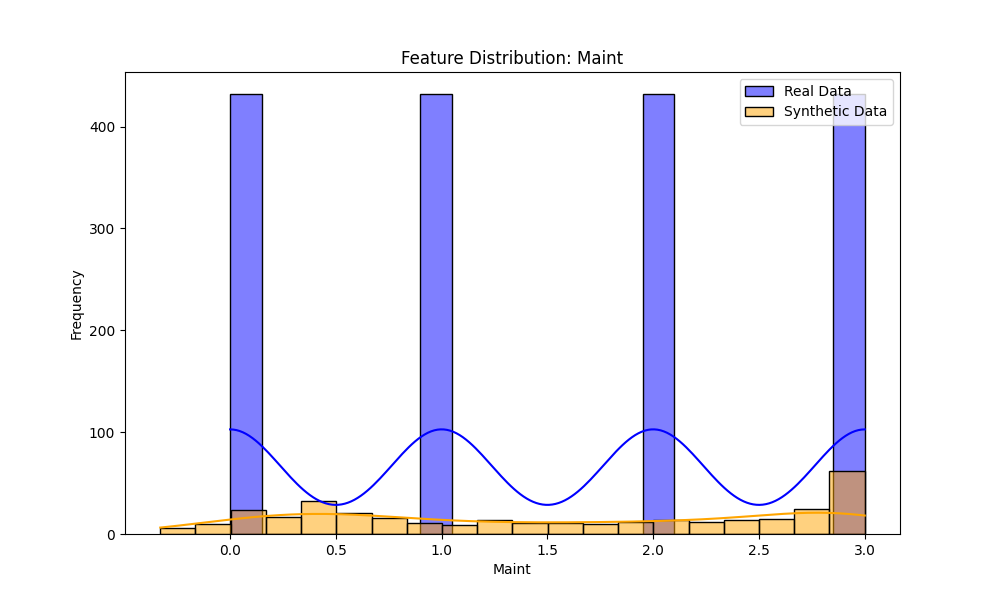 Feature Distribution: Maint
Real Data
Synthetic Data
Frequency
400
300
200
100
0
0.0 0.5 1.0 1.5 2.0 2.5 3.0
Maint